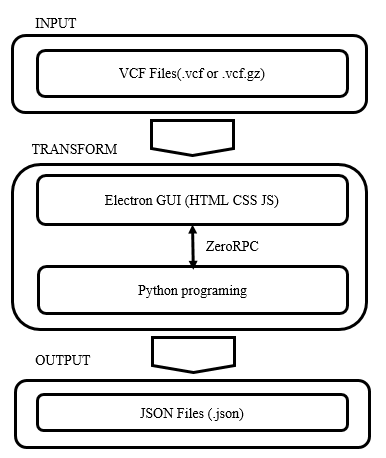 INPUT
VCF Files(.vcf or .vcf.gz)
TRANSFORM
Electron GUI (HTML CSS JS)
ZeroRPC
Python programing
OUTPUT
JSON Files (.json)